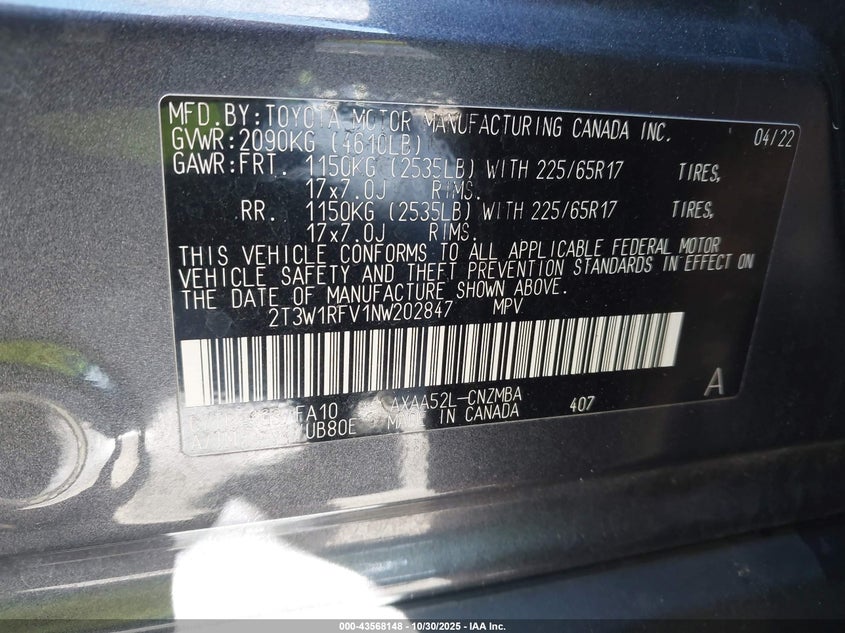 MFD.BY:TOYOTA MOTOR MANUFACTURING CANADA INC. 04/22
GVWR:2090KG (4610LB)
GAWR:FRT. 1150KG (2535LB) WITH 225/65R17 TIRES,
17x7.0J RIMS.
RR. 1150KG (2535LB) WITH 225/65R17 TIRES,
17x7.0J RIMS.
THIS VEHICLE CONFORMS TO ALL APPLICABLE FEDERAL MOTOR
VEHICLE SAFETY AND THEFT PREVENTION STANDARDS IN EFFECT ON
THE DATE OF MANUFACTURE SHOWN ABOVE.
2T3W1RFV1NW202847 MPV
A
AXAA52L-CNZMBA
UB80E MADE IN CANADA 407
000-43568148 - 10/30/2025 - IAA Inc.